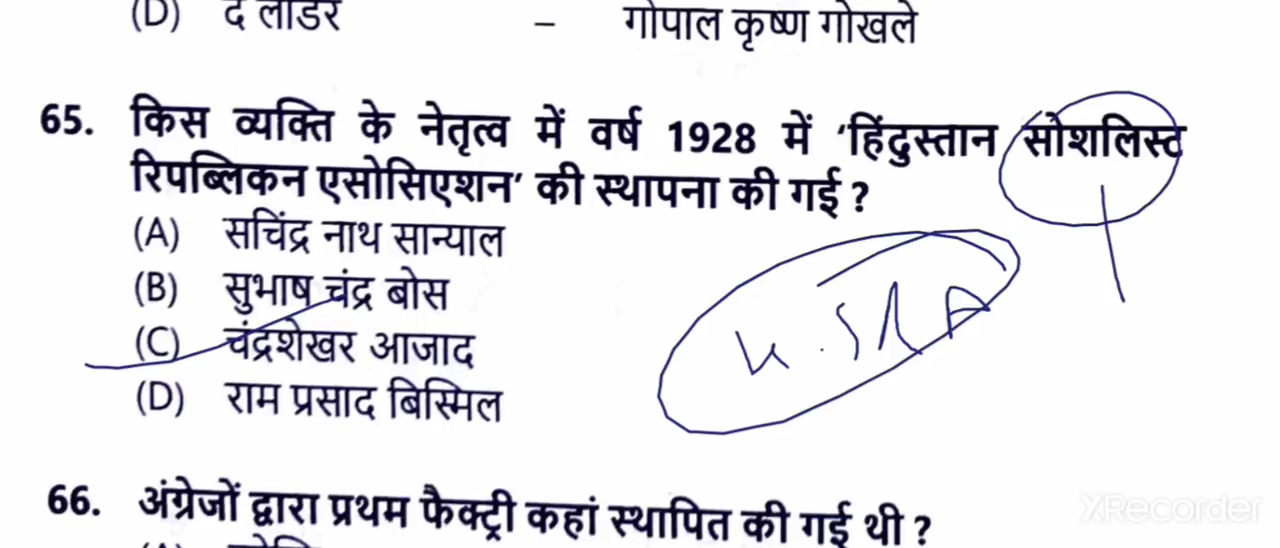 (D) द लीडर – गोपाल कृष्ण गोखले
65. किस व्यक्ति के नेतृत्व में वर्ष 1928 में ‘हिंदुस्तान सोशलिस्ट
रिपब्लिकन एसोसिएशन’ की स्थापना की गई ?
(A) सचिंद्र नाथ सान्याल
(B) सुभाष चंद्र बोस
(C) चंद्रशेखर आजाद
(D) राम प्रसाद बिस्मिल
H.SRA
66. अंग्रेजों द्वारा प्रथम फैक्ट्री कहां स्थापित की गई थी ?
XRecorder